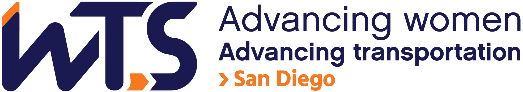 WTS
Advancing women
Advancing transportation
› San Diego